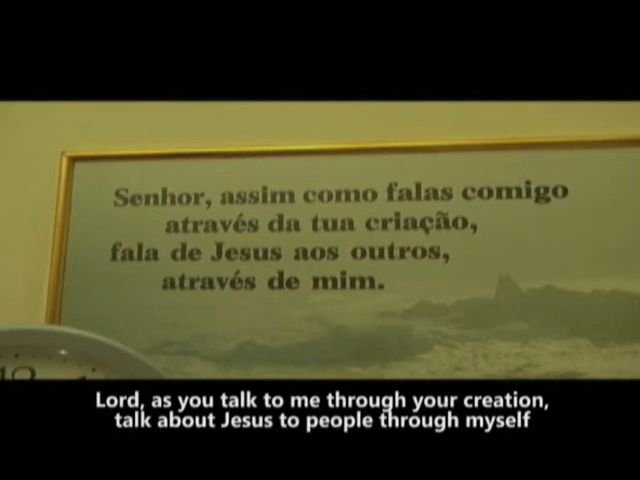 Senhor, assim como falas comigo
através da tua criação,
fala de Jesus aos outros,
através de mim.
10
Lord, as you talk to me through your creation,
talk about Jesus to people through myself